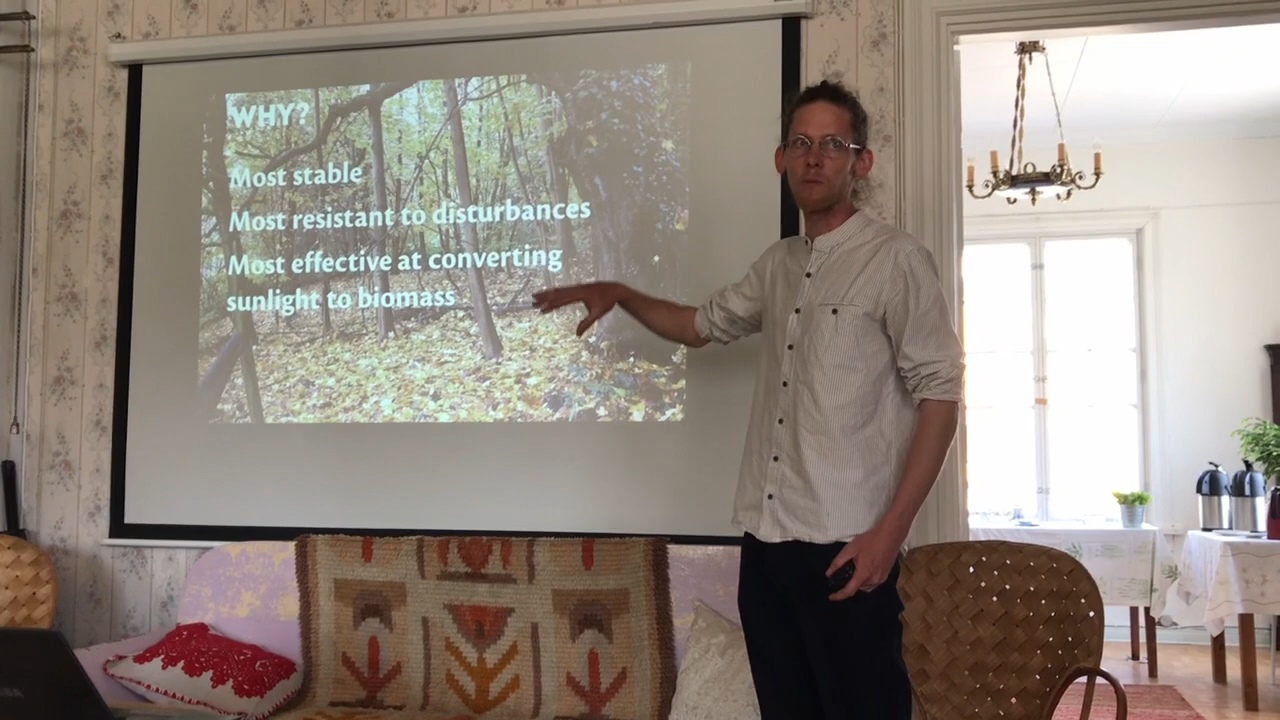 WHY?
Most stable
Most resistant to disturbances
Most effective at converting
sunlight to biomass